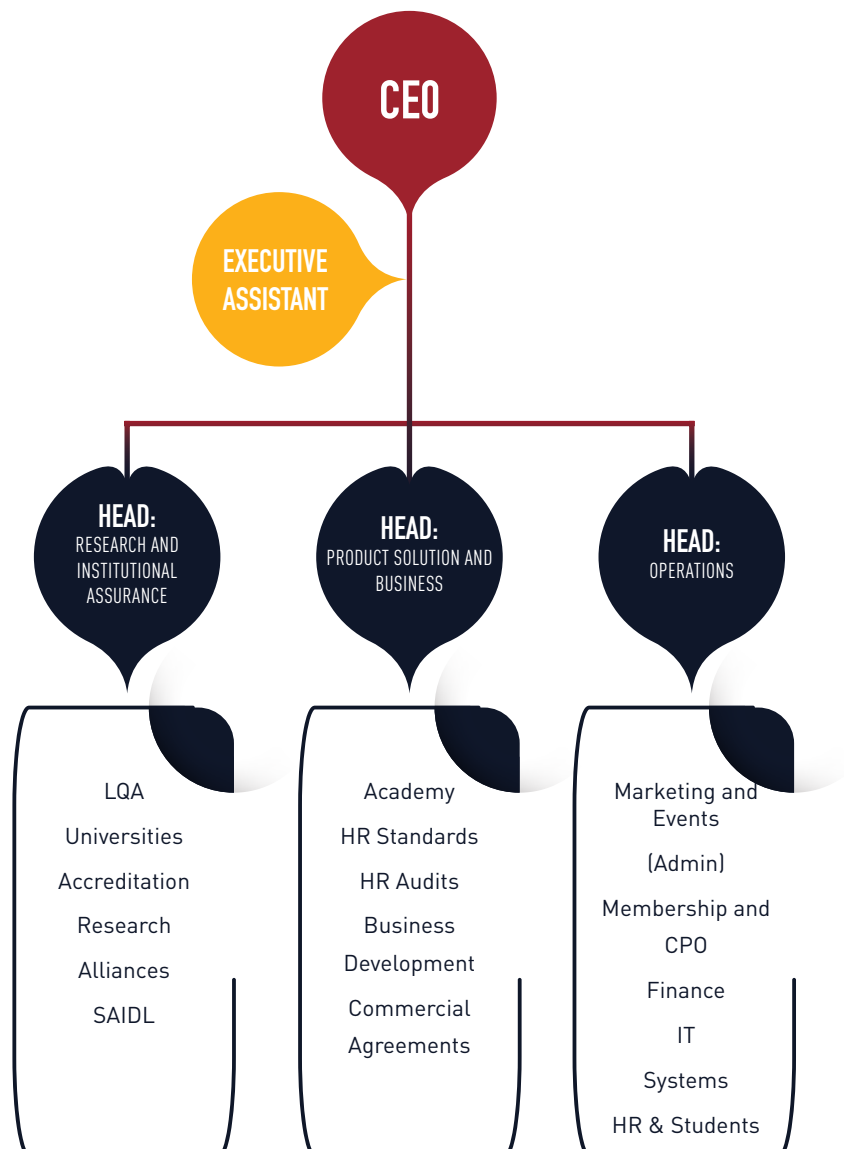 CEO
EXECUTIVE
ASSISTANT
HEAD:
RESEARCH AND
INSTITUTIONAL
ASSURANCE
HEAD:
PRODUCT SOLUTION AND
BUSINESS
HEAD:
OPERATIONS
LQA
Universities
Accreditation
Research
Alliances
SAIDL
Academy
HR Standards
HR Audits
Business
Development
Commercial
Agreements
Marketing and
Events
(Admin)
Membership and
CPO
Finance
IT
Systems
HR & Students